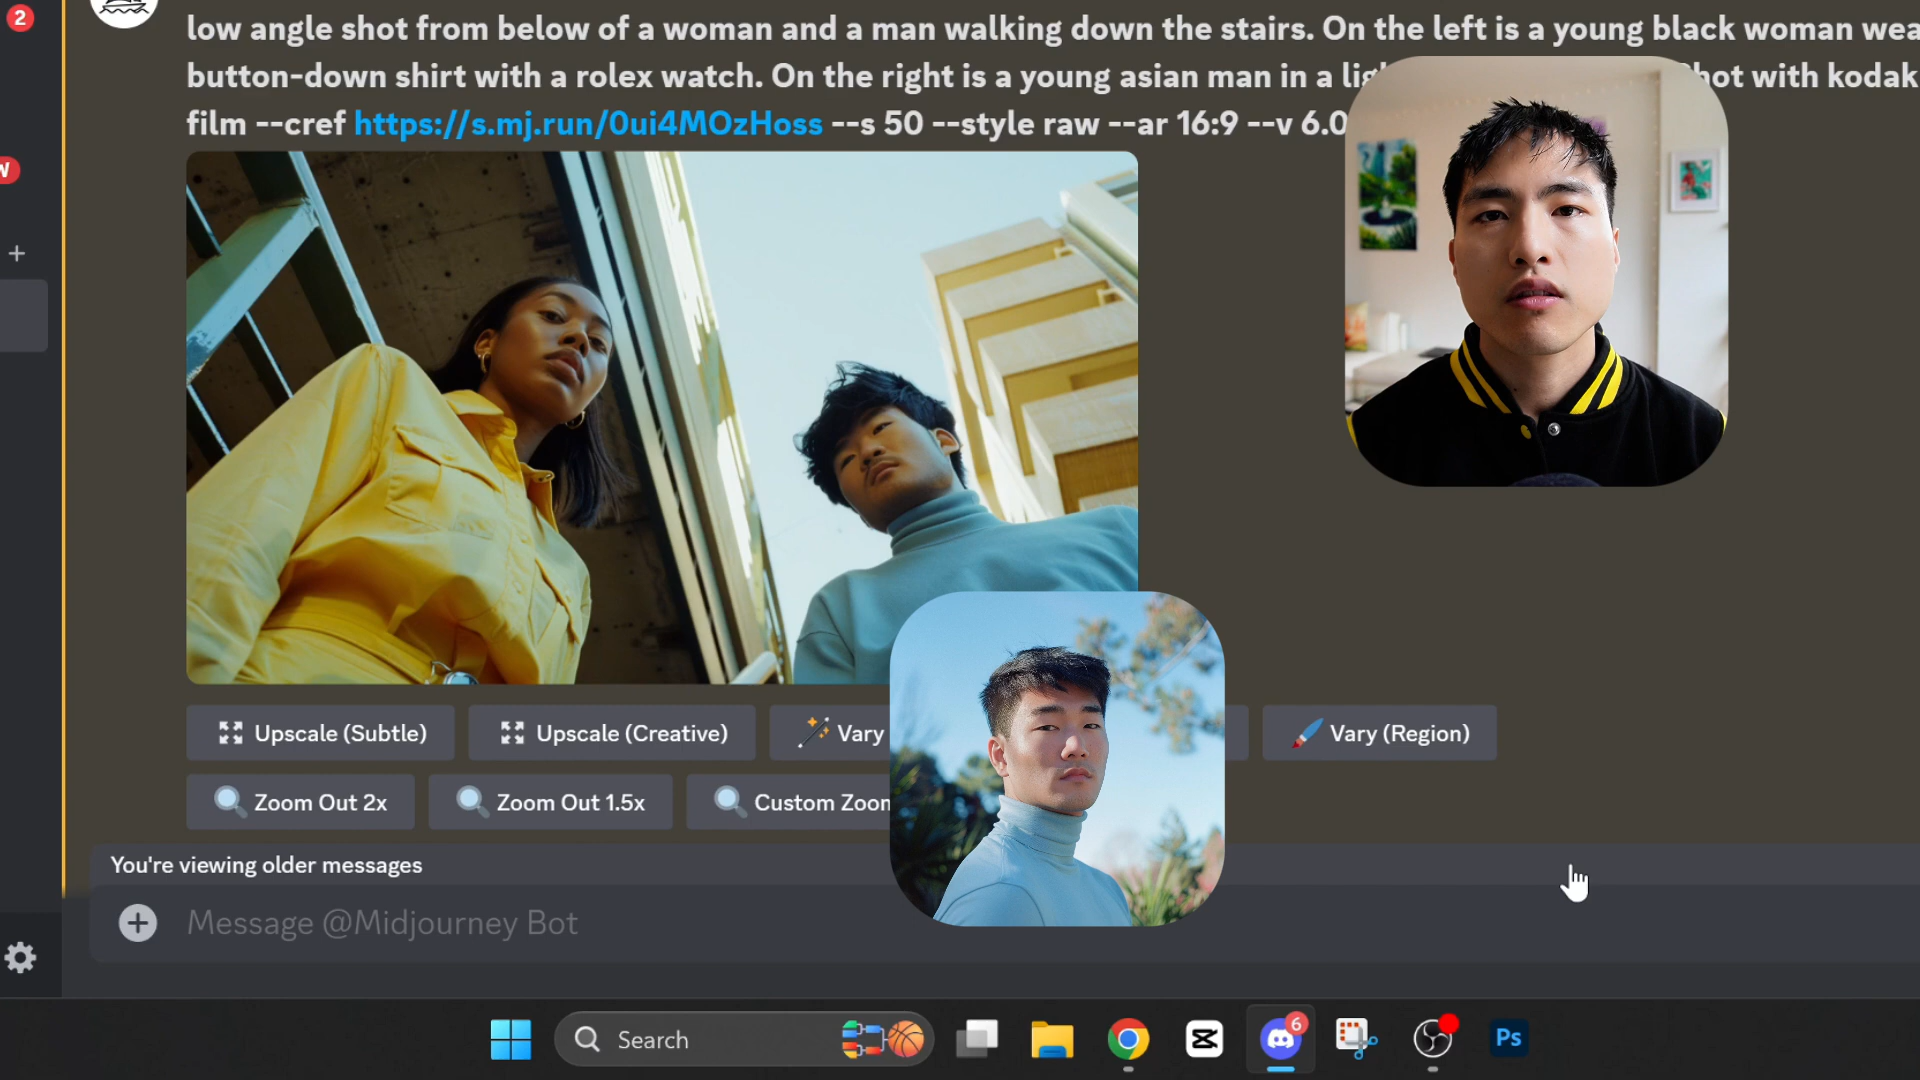 2
low angle shot from below of a woman and a man walking down the stairs. On the left is a young black woman wea
button-down shirt with a rolex watch. On the right is a young asian man in a lig hot with kodak
film --cref https://s.mj.run/0ui4MOzHoss --s 50 --style raw --ar 16:9 --v 6.0
W
Upscale (Subtle) Upscale (Creative) Vary Vary (Region)
Zoom Out 2x Zoom Out 1.5x Custom Zoom
You're viewing older messages
Message @Midjourney Bot
Search 6 Ps